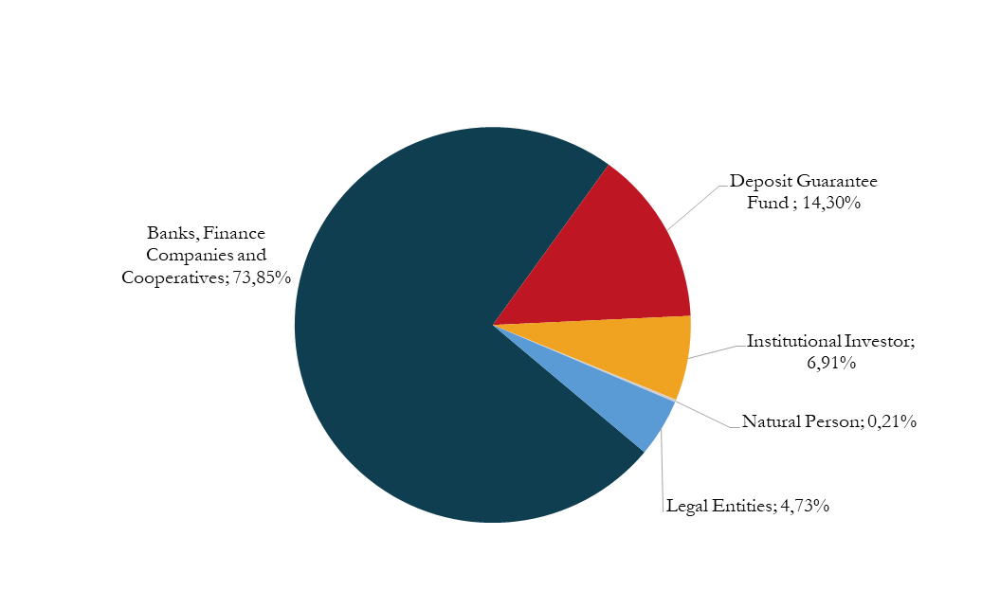 Deposit Guarantee
Fund ; 14,30%
Banks, Finance
Companies and
Cooperatives; 73,85%
Institutional Investor;
6,91%
Natural Person; 0,21%
Legal Entities; 4,73%